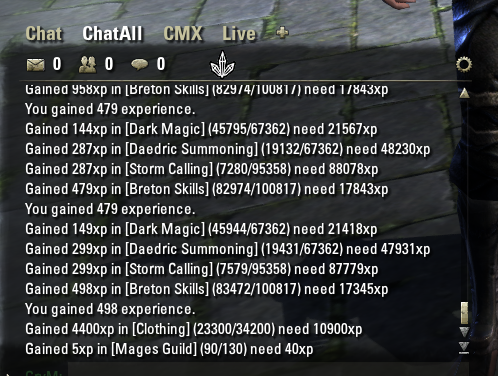 Chat ChatAll CMX Live +
0 0 0
Gained 958xp in [Breton Skills] (82974/100817) need 17843xp
You gained 479 experience.
Gained 144xp in [Dark Magic] (45795/67362) need 21567xp
Gained 287xp in [Daedric Summoning] (19132/67362) need 48230xp
Gained 287xp in [Storm Calling] (7280/95358) need 88078xp
Gained 479xp in [Breton Skills] (82974/100817) need 17843xp
You gained 479 experience.
Gained 149xp in [Dark Magic] (45944/67362) need 21418xp
Gained 299xp in [Daedric Summoning] (19431/67362) need 47931xp
Gained 299xp in [Storm Calling] (7579/95358) need 87779xp
Gained 498xp in [Breton Skills] (83472/100817) need 17345xp
You gained 498 experience.
Gained 4400xp in [Clothing] (23300/34200) need 10900xp
Gained 5xp in [Mages Guild] (90/130) need 40xp